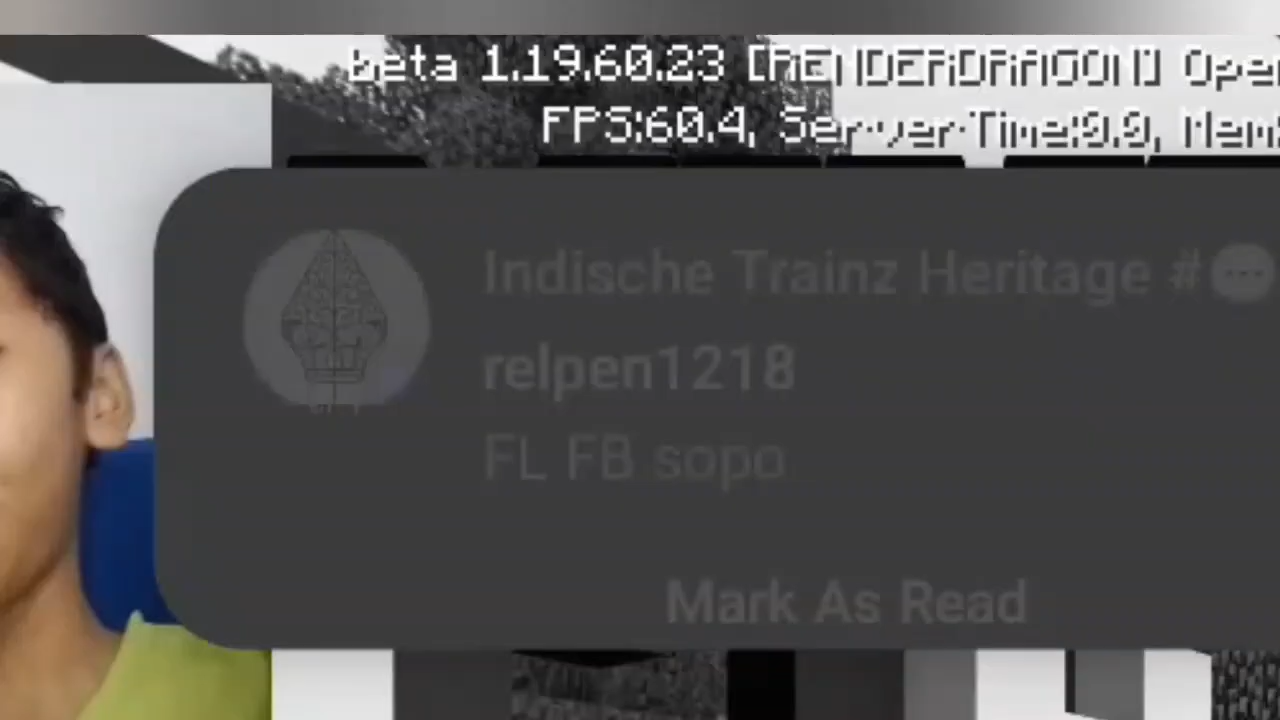 beta 1.19.60.23 [RENDERDRAGON] Oper
FPS:60.4, Server-Time:0.0, Mem
Indische Trainz Heritage #
relpen1218
FL FB sopo
Mark As Read